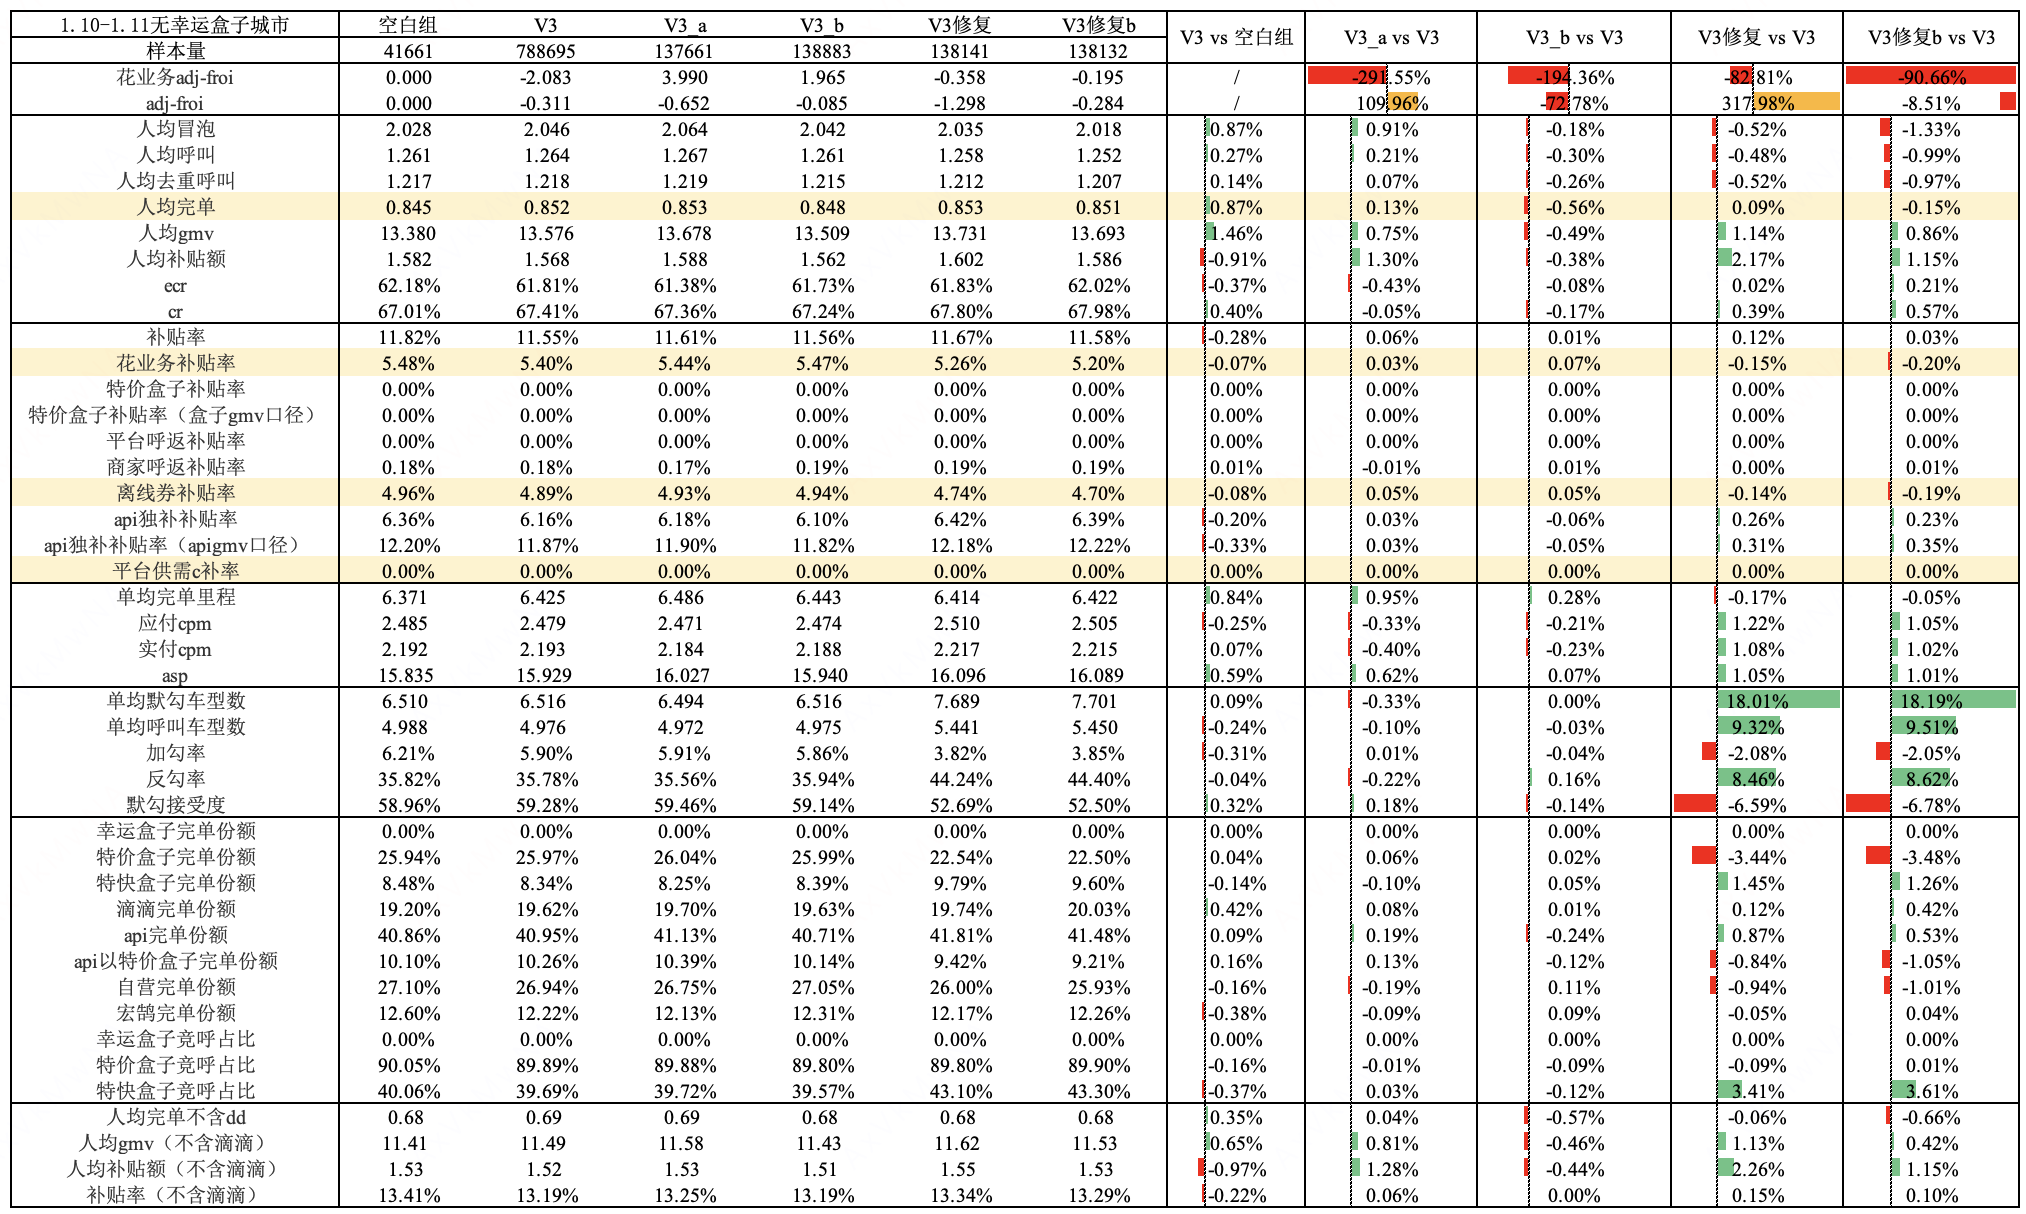 1.10-1.11无幸运盒子城市 空白组 V3 V3_a V3_b V3修复 V3修复b V3 vs 空白组 V3_a vs V3 V3_b vs V3 V3修复 vs V3 V3修复b vs V3
样本量 41661 788695 137661 138883 138141 138132
花业务adj-froi 0.000 -2.083 3.990 1.965 -0.358 -0.195 / -291.55% -194.36% -82.81% -90.66%
adj-froi 0.000 -0.311 -0.652 -0.085 -1.298 -0.284 / 109.96% -72.78% 317.98% -8.51%
人均冒泡 2.028 2.046 2.064 2.042 2.035 2.018 0.87% 0.91% -0.18% -0.52% -1.33%
人均呼叫 1.261 1.264 1.267 1.261 1.258 1.252 0.27% 0.21% -0.30% -0.48% -0.99%
人均去重呼叫 1.217 1.218 1.219 1.215 1.212 1.207 0.14% 0.07% -0.26% -0.52% -0.97%
人均完单 0.845 0.852 0.853 0.848 0.853 0.851 0.87% 0.13% -0.56% 0.09% -0.15%
人均gmv 13.380 13.576 13.678 13.509 13.731 13.693 1.46% 0.75% -0.49% 1.14% 0.86%
人均补贴额 1.582 1.568 1.588 1.562 1.602 1.586 -0.91% 1.30% -0.38% 2.17% 1.15%
ecr 62.18% 61.81% 61.38% 61.73% 61.83% 62.02% -0.37% -0.43% -0.08% 0.02% 0.21%
cr 67.01% 67.41% 67.36% 67.24% 67.80% 67.98% 0.40% -0.05% -0.17% 0.39% 0.57%
补贴率 11.82% 11.55% 11.61% 11.56% 11.67% 11.58% -0.28% 0.06% 0.01% 0.12% 0.03%
花业务补贴率 5.48% 5.40% 5.44% 5.47% 5.26% 5.20% -0.07% 0.03% 0.07% -0.15% -0.20%
特价盒子补贴率 0.00% 0.00% 0.00% 0.00% 0.00% 0.00% 0.00% 0.00% 0.00% 0.00% 0.00%
特价盒子补贴率（盒子gmv口径） 0.00% 0.00% 0.00% 0.00% 0.00% 0.00% 0.00% 0.00% 0.00% 0.00% 0.00%
平台呼返补贴率 0.00% 0.00% 0.00% 0.00% 0.00% 0.00% 0.00% 0.00% 0.00% 0.00% 0.00%
商家呼返补贴率 0.18% 0.18% 0.17% 0.19% 0.19% 0.19% 0.01% -0.01% 0.01% 0.00% 0.01%
离线券补贴率 4.96% 4.89% 4.93% 4.94% 4.74% 4.70% -0.08% 0.05% 0.05% -0.14% -0.19%
api独补补贴率 6.36% 6.16% 6.18% 6.10% 6.42% 6.39% -0.20% 0.03% -0.06% 0.26% 0.23%
api独补补贴率（apigmv口径） 12.20% 11.87% 11.90% 11.82% 12.18% 12.22% -0.33% 0.03% -0.05% 0.31% 0.35%
平台供需c补率 0.00% 0.00% 0.00% 0.00% 0.00% 0.00% 0.00% 0.00% 0.00% 0.00% 0.00%
单均完单里程 6.371 6.425 6.486 6.443 6.414 6.422 0.84% 0.95% 0.28% -0.17% -0.05%
应付cpm 2.485 2.479 2.471 2.474 2.510 2.505 -0.25% -0.33% -0.21% 1.22% 1.05%
实付cpm 2.192 2.193 2.184 2.188 2.217 2.215 0.07% -0.40% -0.23% 1.08% 1.02%
asp 15.835 15.929 16.027 15.940 16.096 16.089 0.59% 0.62% 0.07% 1.05% 1.01%
单均默勾车型数 6.510 6.516 6.494 6.516 7.689 7.701 0.09% -0.33% 0.00% 18.01% 18.19%
单均呼叫车型数 4.988 4.976 4.972 4.975 5.441 5.450 -0.24% -0.10% -0.03% 9.32% 9.51%
加勾率 6.21% 5.90% 5.91% 5.86% 3.82% 3.85% -0.31% 0.01% -0.04% -2.08% -2.05%
反勾率 35.82% 35.78% 35.56% 35.94% 44.24% 44.40% -0.04% -0.22% 0.16% 8.46% 8.62%
默勾接受度 58.96% 59.28% 59.46% 59.14% 52.69% 52.50% 0.32% 0.18% -0.14% -6.59% -6.78%
幸运盒子完单份额 0.00% 0.00% 0.00% 0.00% 0.00% 0.00% 0.00% 0.00% 0.00% 0.00% 0.00%
特价盒子完单份额 25.94% 25.97% 26.04% 25.99% 22.54% 22.50% 0.04% 0.06% 0.02% -3.44% -3.48%
特快盒子完单份额 8.48% 8.34% 8.25% 8.39% 9.79% 9.60% -0.14% -0.10% 0.05% 1.45% 1.26%
滴滴完单份额 19.20% 19.62% 19.70% 19.63% 19.74% 20.03% 0.42% 0.08% 0.01% 0.12% 0.42%
api完单份额 40.86% 40.95% 41.13% 40.71% 41.81% 41.48% 0.09% 0.19% -0.24% 0.87% 0.53%
api以特价盒子完单份额 10.10% 10.26% 10.39% 10.14% 9.42% 9.21% 0.16% 0.13% -0.12% -0.84% -1.05%
自营完单份额 27.10% 26.94% 26.75% 27.05% 26.00% 25.93% -0.16% -0.19% 0.11% -0.94% -1.01%
宏鹄完单份额 12.60% 12.22% 12.13% 12.31% 12.17% 12.26% -0.38% -0.09% 0.09% -0.05% 0.04%
幸运盒子竞呼占比 0.00% 0.00% 0.00% 0.00% 0.00% 0.00% 0.00% 0.00% 0.00% 0.00% 0.00%
特价盒子竞呼占比 90.05% 89.89% 89.88% 89.80% 89.80% 89.90% -0.16% -0.01% -0.09% -0.09% 0.01%
特快盒子竞呼占比 40.06% 39.69% 39.72% 39.57% 43.10% 43.30% -0.37% 0.03% -0.12% 3.41% 3.61%
人均完单不含dd 0.68 0.69 0.69 0.68 0.68 0.68 0.35% 0.04% -0.57% -0.06% -0.66%
人均gmv（不含滴滴） 11.41 11.49 11.58 11.43 11.62 11.53 0.65% 0.81% -0.46% 1.13% 0.42%
人均补贴额（不含滴滴） 1.53 1.52 1.53 1.51 1.55 1.53 -0.97% 1.28% -0.44% 2.26% 1.15%
补贴率（不含滴滴） 13.41% 13.19% 13.25% 13.19% 13.34% 13.29% -0.22% 0.06% 0.00% 0.15% 0.10%